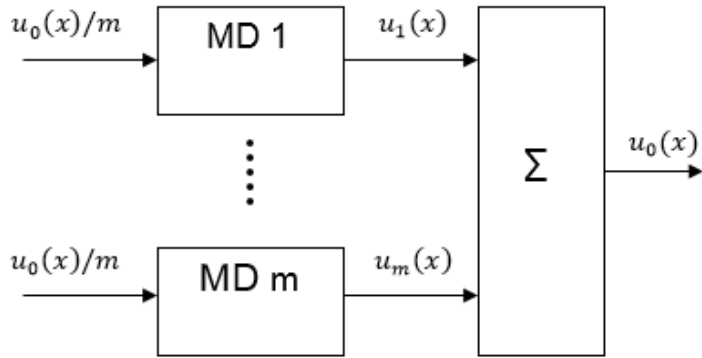 u₀(x)/m
MD 1
u₁(x)
Σ
u₀(x)
u₀(x)/m
MD m
uₘ(x)